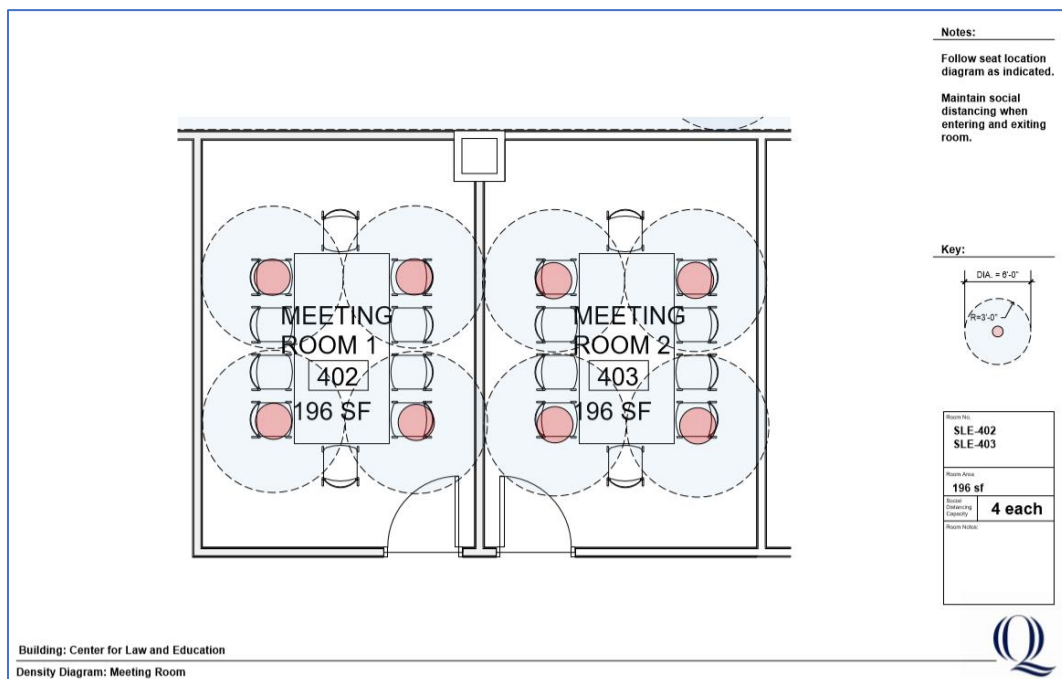 Notes:
Follow seat location
diagram as indicated.
Maintain social
distancing when
entering and exiting
room.
MEETING
ROOM 1
402
196 SF
MEETING
ROOM 2
403
196 SF
Key:
DIA. = 6'-0"
R=3'-0"
Room No.
SLE-402
SLE-403
Room Area
196 sf
Social
Distancing
Capacity
4 each
Room Notes:
Building: Center for Law and Education
Density Diagram: Meeting Room
Q